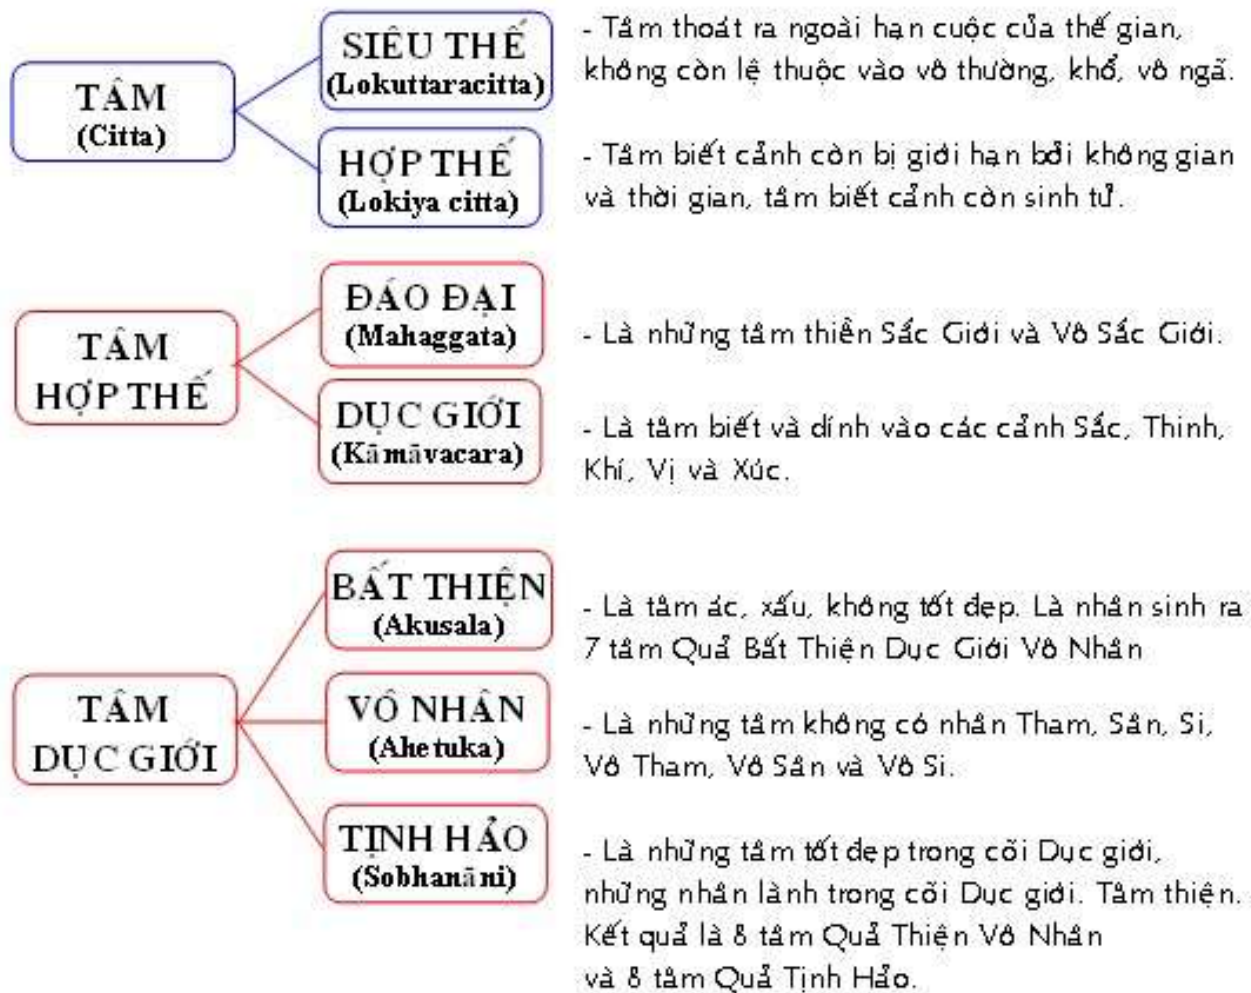 TÂM
(Citta)
SIÊU THẾ
(Lokuttaracitta)
- Tâm thoát ra ngoài hạn cuộc của thế gian,
không còn lệ thuộc vào vô thường, khổ, vô ngã.
HỢP THẾ
(Lokiya citta)
- Tâm biết cảnh còn bị giới hạn bởi không gian
và thời gian, tâm biết cảnh còn sinh tử.
TÂM
HỢP THẾ
ĐÁO ĐẠI
(Mahaggata)
- Là những tâm thiền Sắc Giới và Vô Sắc Giới.
DỤC GIỚI
(Kāmāvacara)
- Là tâm biết và dính vào các cảnh Sắc, Thinh,
Khí, Vị và Xúc.
TÂM
DỤC GIỚI
BẤT THIỆN
(Akusala)
- Là tâm ác, xấu, không tốt đẹp. Là nhân sinh ra
7 tâm Quả Bất Thiện Dục Giới Vô Nhân
VÔ NHÂN
(Ahetuka)
- Là những tâm không có nhân Tham, Sân, Si,
Vô Tham, Vô Sân và Vô Si.
TỊNH HẢO
(Sobhanāni)
- Là những tâm tốt đẹp trong cõi Dục giới,
những nhân lành trong cõi Dục giới. Tâm thiện.
Kết quả là 8 tâm Quả Thiện Vô Nhân
và 8 tâm Quả Tịnh Hảo.